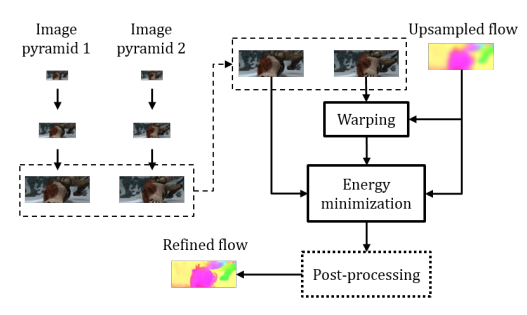 Image
pyramid 1
Image
pyramid 2
Upsampled flow
Warping
Energy
minimization
Refined flow
Post-processing